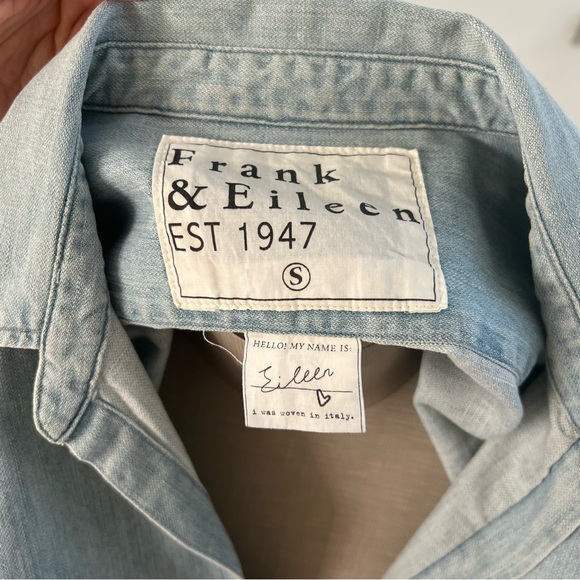 Frank
& Eileen
EST 1947
S
HELLO! MY NAME IS:
Eileen
i was woven in italy.